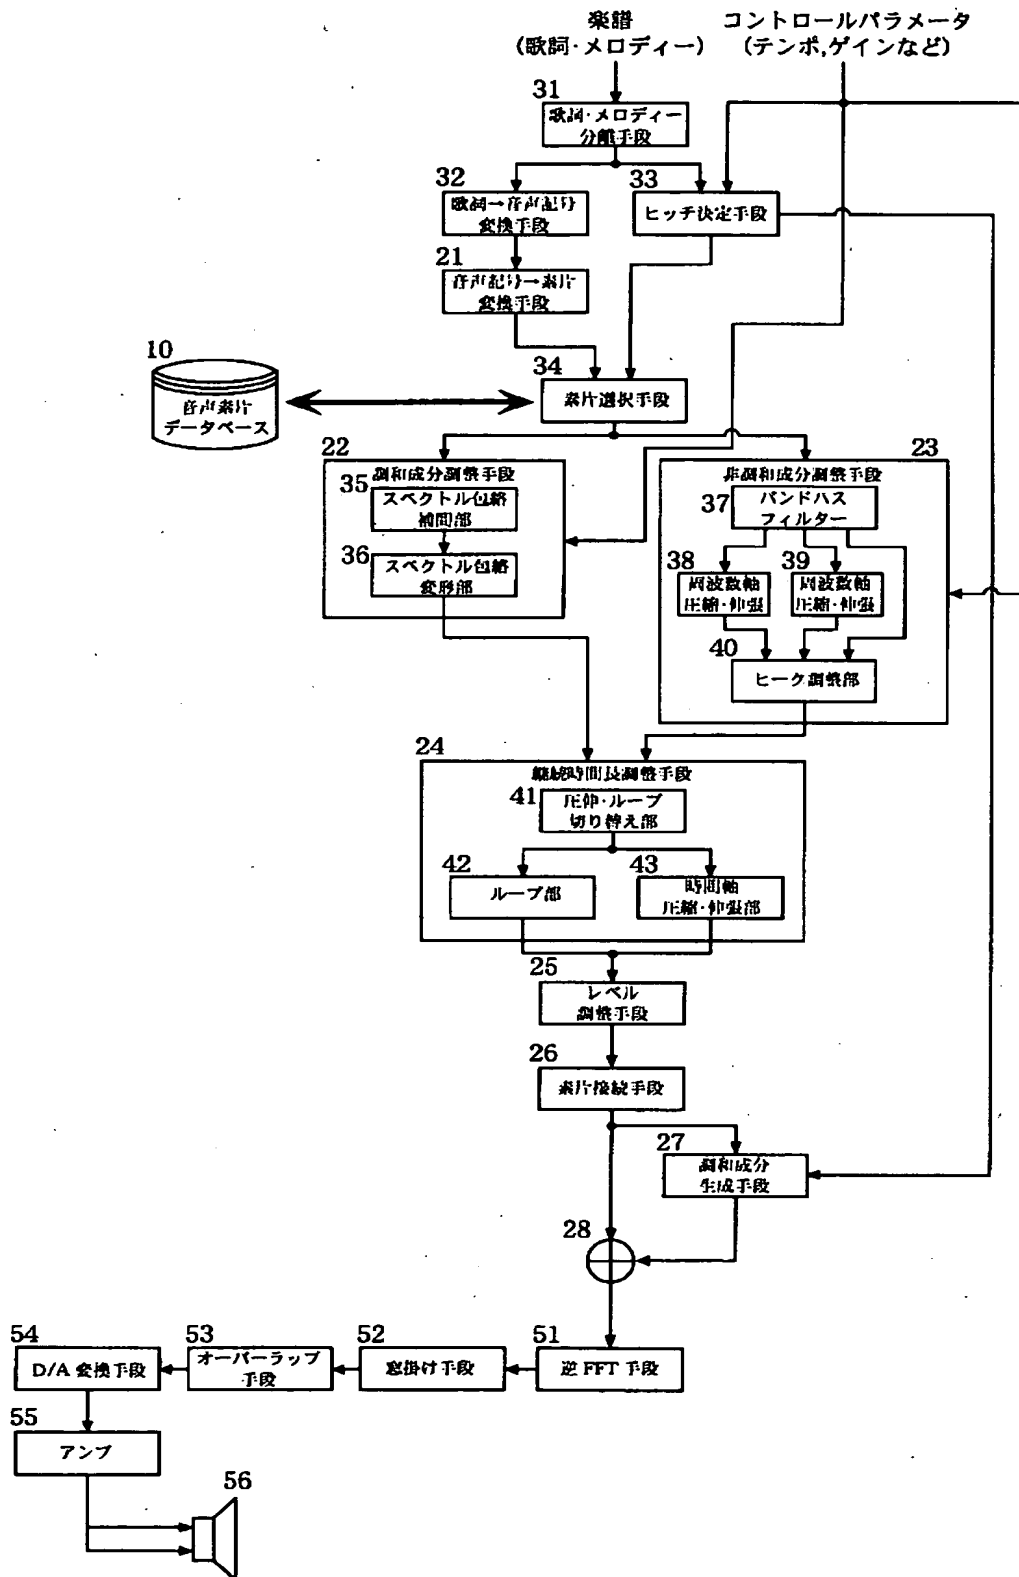 楽譜
(歌詞・メロディー)
コントロールパラメータ
(テンポ,ゲインなど)
31
歌詞・メロディー
分離手段
32
歌詞→音声記号
変換手段
33
ピッチ決定手段
21
音声記号→素片
変換手段
10
音声素片
データベース
34
素片選択手段
22
調和成分調整手段
35
スペクトル包絡
補間部
36
スペクトル包絡
変形部
23
非調和成分調整手段
37
バンドパス
フィルター
38
周波数軸
圧縮・伸張
39
周波数軸
圧縮・伸張
40
ピーク調整部
24
継続時間長調整手段
41
圧伸・ループ
切り替え部
42
ループ部
43
時間軸
圧縮・伸張部
25
レベル
調整手段
26
素片接続手段
27
調和成分
生成手段
28
54
D/A 変換手段
53
オーバーラップ
手段
52
窓掛け手段
51
逆 FFT 手段
55
アンプ
56